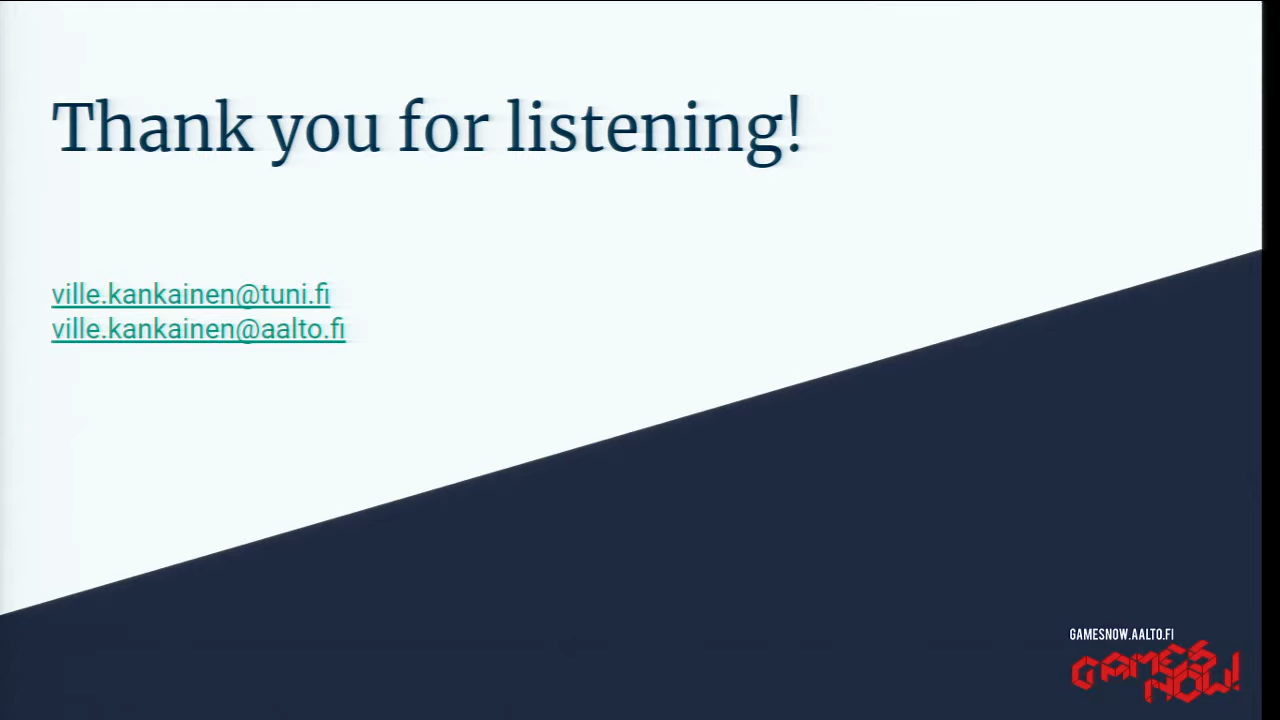 Thank you for listening!
ville.kankainen@tuni.fi
ville.kankainen@aalto.fi
GAMESNOW.AALTO.FI
GAMES
NOW!